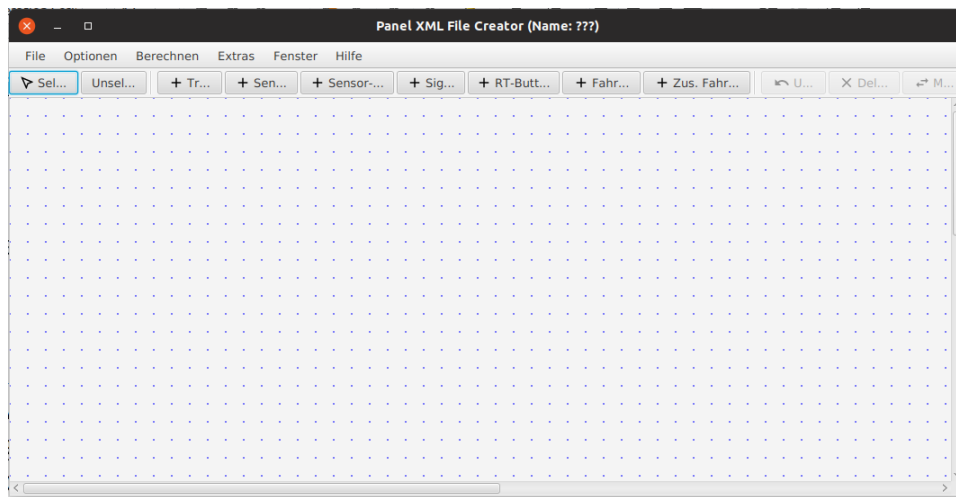 Panel XML File Creator (Name: ???)
File Optionen Berechnen Extras Fenster Hilfe
Sel... Unsel... + Tr... + Sen... + Sensor-... + Sig... + RT-Butt... + Fahr... + Zus. Fahr... U... Del... M...